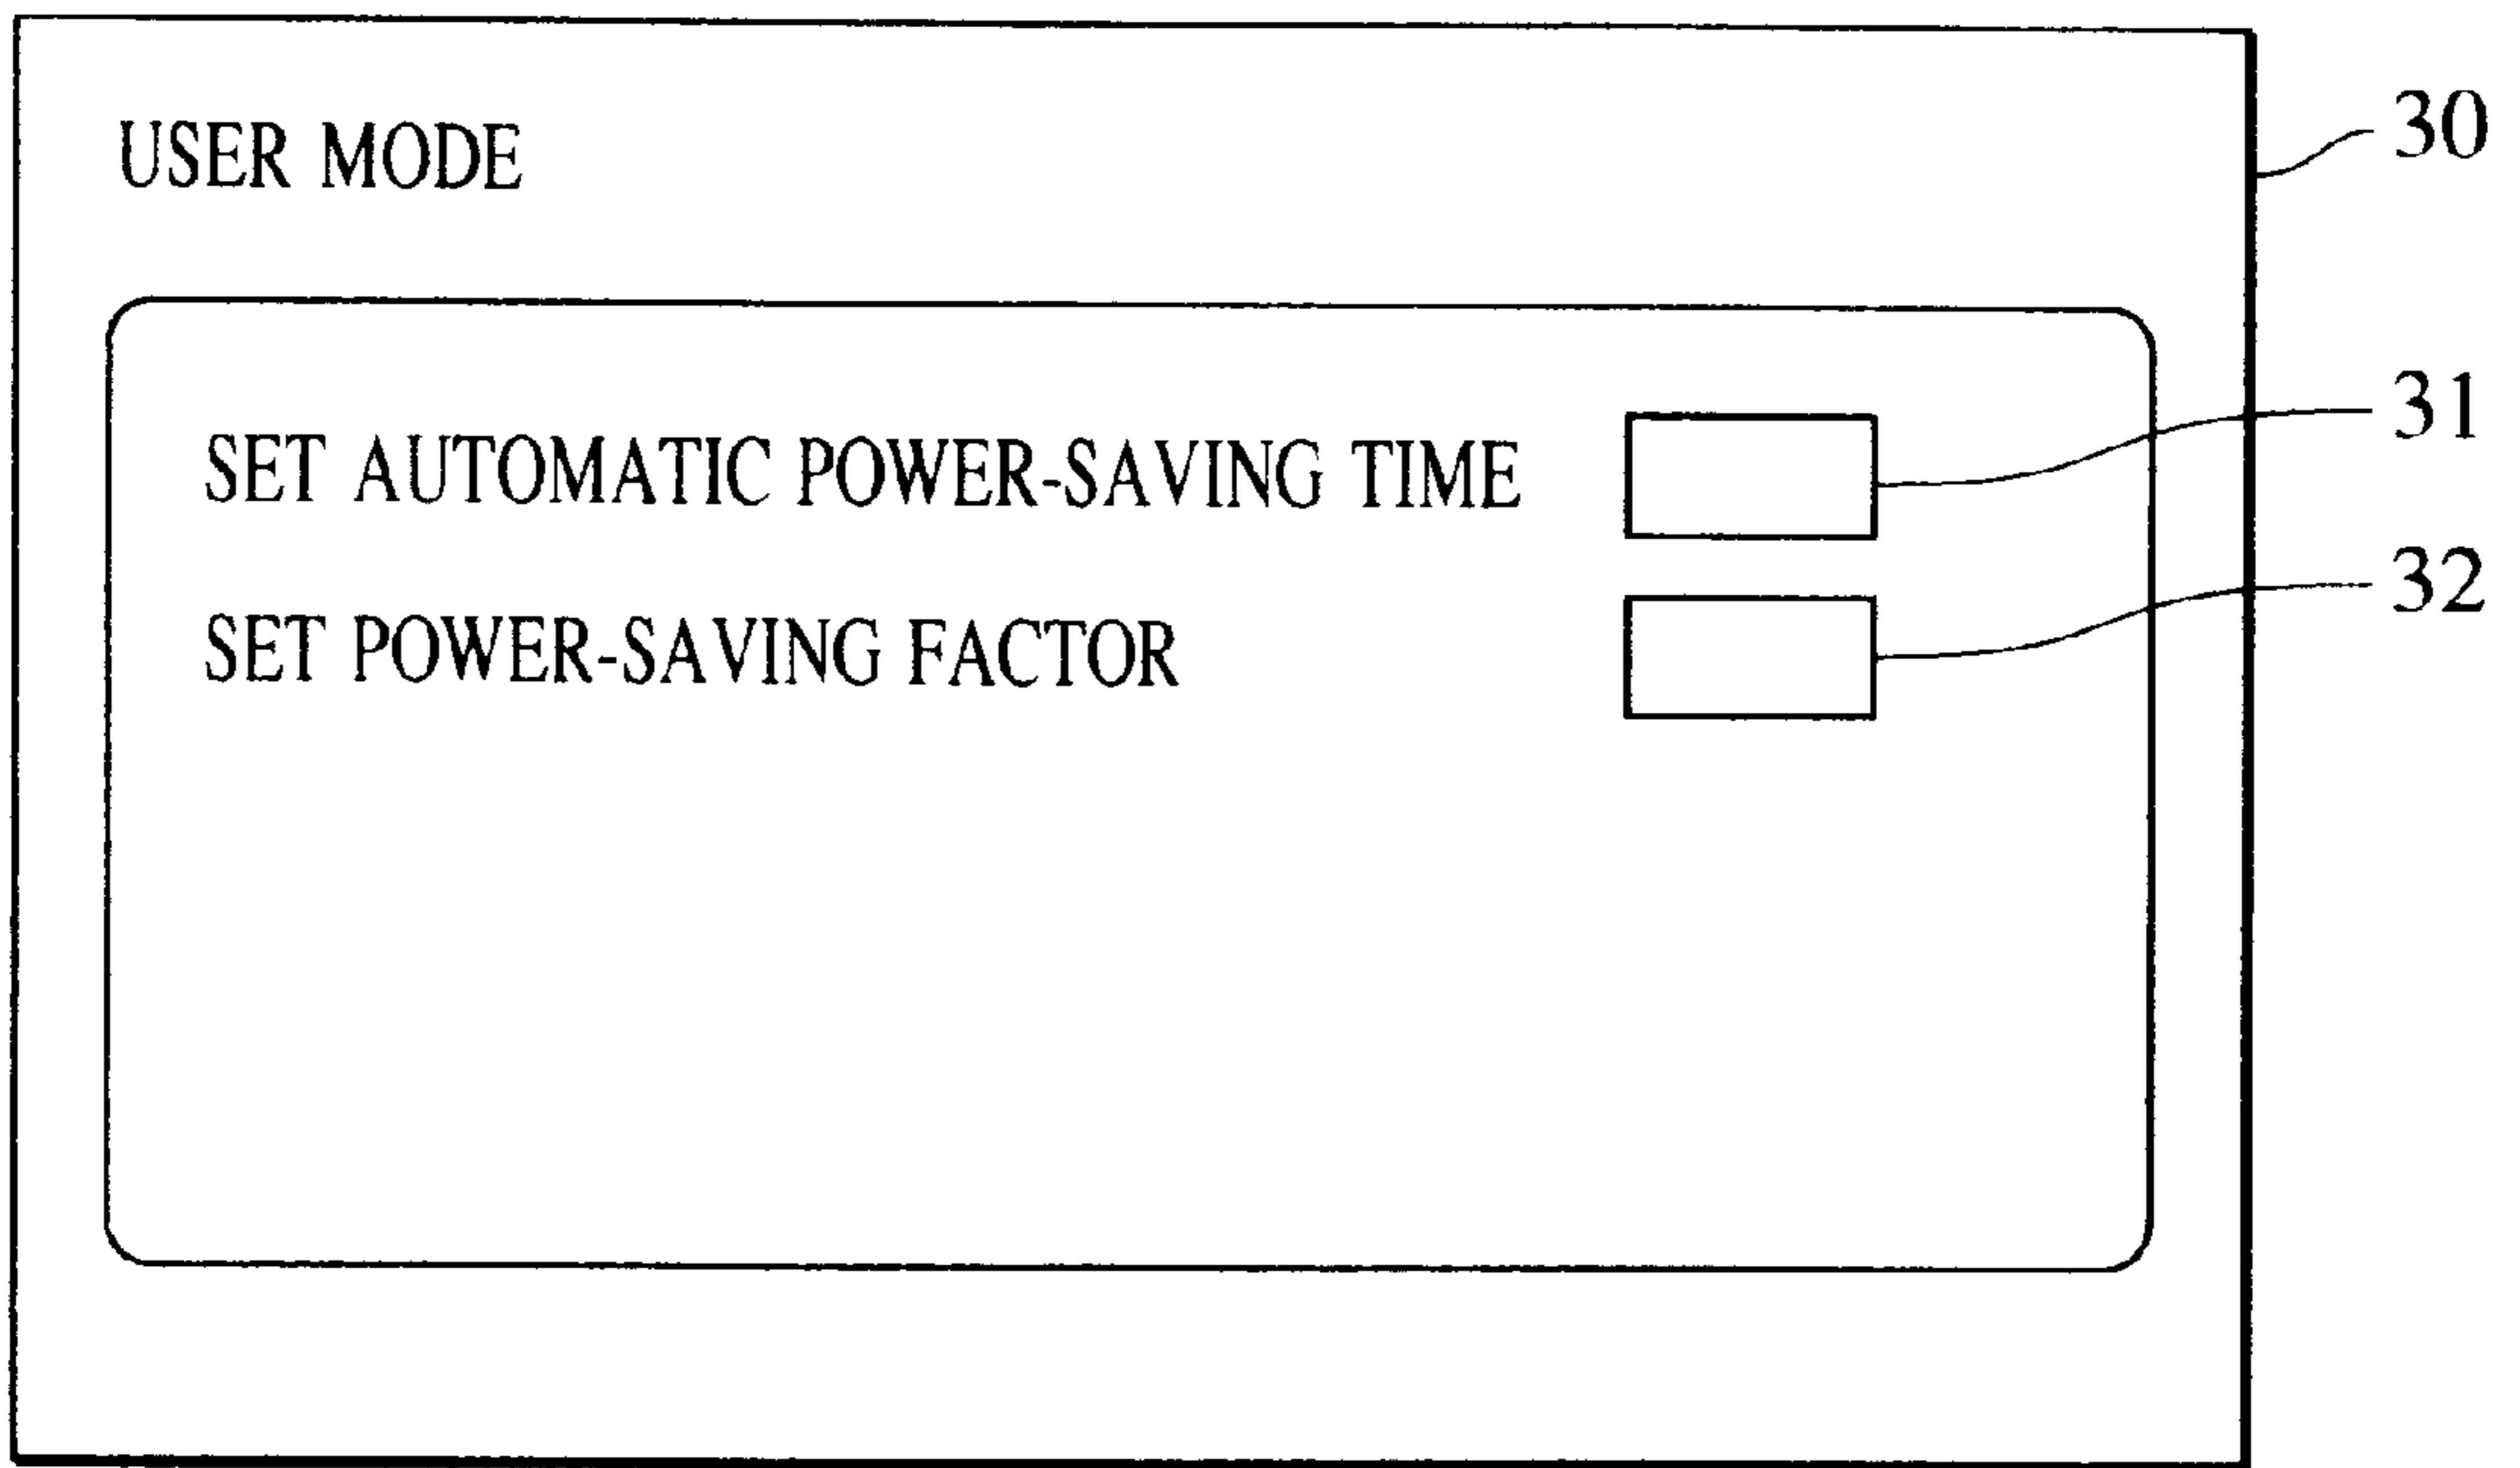 USER MODE
30
SET AUTOMATIC POWER-SAVING TIME
31
SET POWER-SAVING FACTOR
32